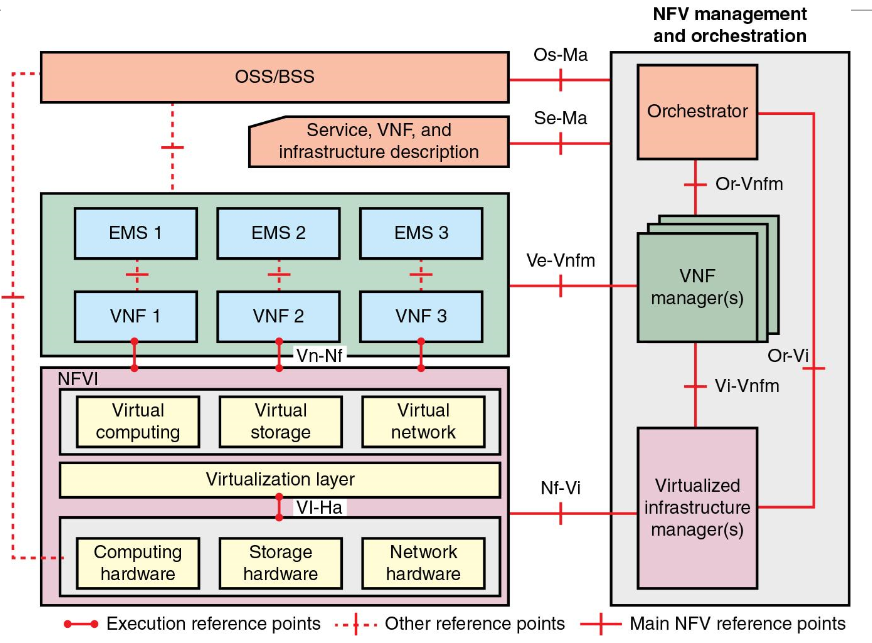 NFV management
and orchestration
OSS/BSS
Os-Ma
Orchestrator
Service, VNF, and
infrastructure description
Se-Ma
Or-Vnfm
EMS 1
EMS 2
EMS 3
Ve-Vnfm
VNF
manager(s)
VNF 1
VNF 2
VNF 3
Vn-Nf
Or-Vi
NFVI
Vi-Vnfm
Virtual
computing
Virtual
storage
Virtual
network
Virtualization layer
Nf-Vi
Virtualized
infrastructure
manager(s)
VI-Ha
Computing
hardware
Storage
hardware
Network
hardware
Execution reference points
Other reference points
Main NFV reference points